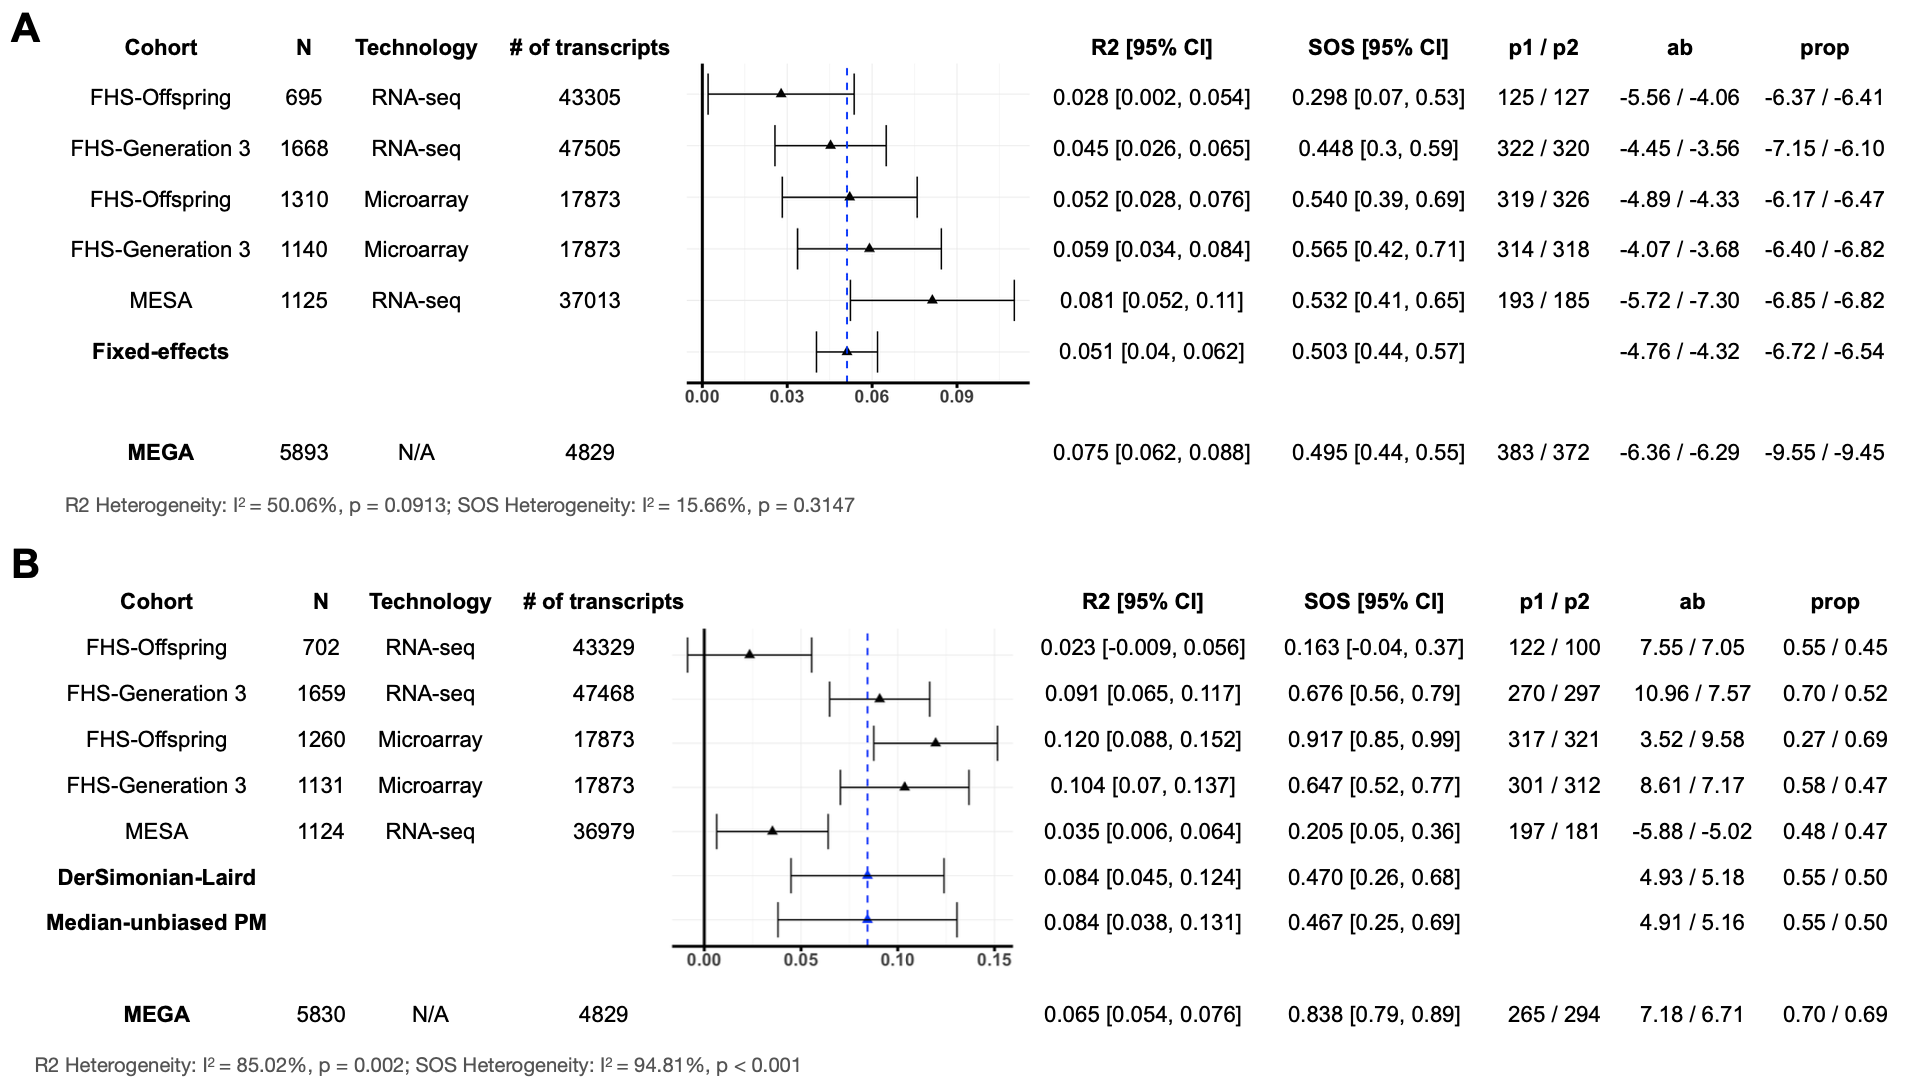 A
Cohort N Technology # of transcripts R2 [95% CI] SOS [95% CI] p1 / p2 ab prop
FHS-Offspring 695 RNA-seq 43305 0.028 [0.002, 0.054] 0.298 [0.07, 0.53] 125 / 127 -5.56 / -4.06 -6.37 / -6.41
FHS-Generation 3 1668 RNA-seq 47505 0.045 [0.026, 0.065] 0.448 [0.3, 0.59] 322 / 320 -4.45 / -3.56 -7.15 / -6.10
FHS-Offspring 1310 Microarray 17873 0.052 [0.028, 0.076] 0.540 [0.39, 0.69] 319 / 326 -4.89 / -4.33 -6.17 / -6.47
FHS-Generation 3 1140 Microarray 17873 0.059 [0.034, 0.084] 0.565 [0.42, 0.71] 314 / 318 -4.07 / -3.68 -6.40 / -6.82
MESA 1125 RNA-seq 37013 0.081 [0.052, 0.11] 0.532 [0.41, 0.65] 193 / 185 -5.72 / -7.30 -6.85 / -6.82
Fixed-effects 0.051 [0.04, 0.062] 0.503 [0.44, 0.57] -4.76 / -4.32 -6.72 / -6.54
0.00 0.03 0.06 0.09
MEGA 5893 N/A 4829 0.075 [0.062, 0.088] 0.495 [0.44, 0.55] 383 / 372 -6.36 / -6.29 -9.55 / -9.45
R2 Heterogeneity: I² = 50.06%, p = 0.0913; SOS Heterogeneity: I² = 15.66%, p = 0.3147
B
Cohort N Technology # of transcripts R2 [95% CI] SOS [95% CI] p1 / p2 ab prop
FHS-Offspring 702 RNA-seq 43329 0.023 [-0.009, 0.056] 0.163 [-0.04, 0.37] 122 / 100 7.55 / 7.05 0.55 / 0.45
FHS-Generation 3 1659 RNA-seq 47468 0.091 [0.065, 0.117] 0.676 [0.56, 0.79] 270 / 297 10.96 / 7.57 0.70 / 0.52
FHS-Offspring 1260 Microarray 17873 0.120 [0.088, 0.152] 0.917 [0.85, 0.99] 317 / 321 3.52 / 9.58 0.27 / 0.69
FHS-Generation 3 1131 Microarray 17873 0.104 [0.07, 0.137] 0.647 [0.52, 0.77] 301 / 312 8.61 / 7.17 0.58 / 0.47
MESA 1124 RNA-seq 36979 0.035 [0.006, 0.064] 0.205 [0.05, 0.36] 197 / 181 -5.88 / -5.02 0.48 / 0.47
DerSimonian-Laird 0.084 [0.045, 0.124] 0.470 [0.26, 0.68] 4.93 / 5.18 0.55 / 0.50
Median-unbiased PM 0.084 [0.038, 0.131] 0.467 [0.25, 0.69] 4.91 / 5.16 0.55 / 0.50
0.00 0.05 0.10 0.15
MEGA 5830 N/A 4829 0.065 [0.054, 0.076] 0.838 [0.79, 0.89] 265 / 294 7.18 / 6.71 0.70 / 0.69
R2 Heterogeneity: I² = 85.02%, p = 0.002; SOS Heterogeneity: I² = 94.81%, p < 0.001